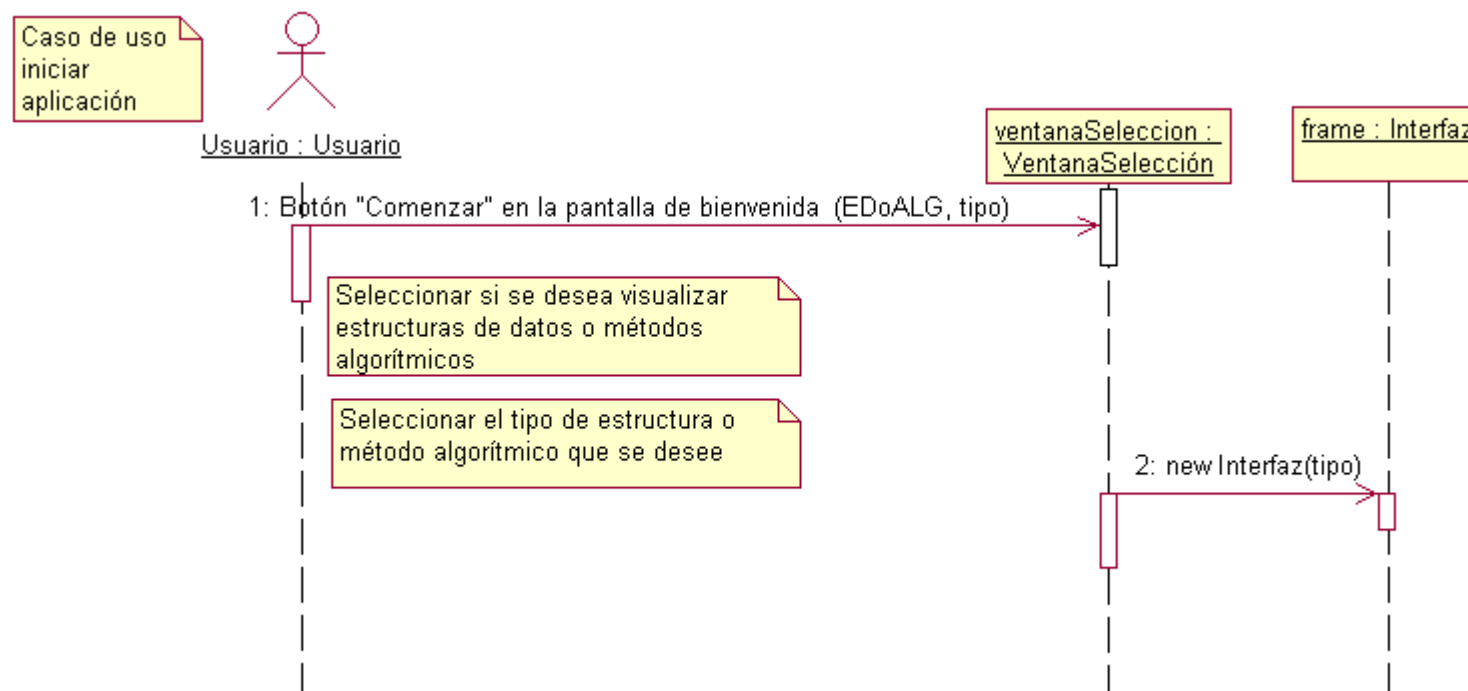 Caso de uso
iniciar
aplicación
Usuario : Usuario
ventanaSeleccion :
VentanaSelección
frame : Interfaz
1: Botón "Comenzar" en la pantalla de bienvenida (EDoALG, tipo)
Seleccionar si se desea visualizar
estructuras de datos o métodos
algorítmicos
Seleccionar el tipo de estructura o
método algorítmico que se desee
2: new Interfaz(tipo)